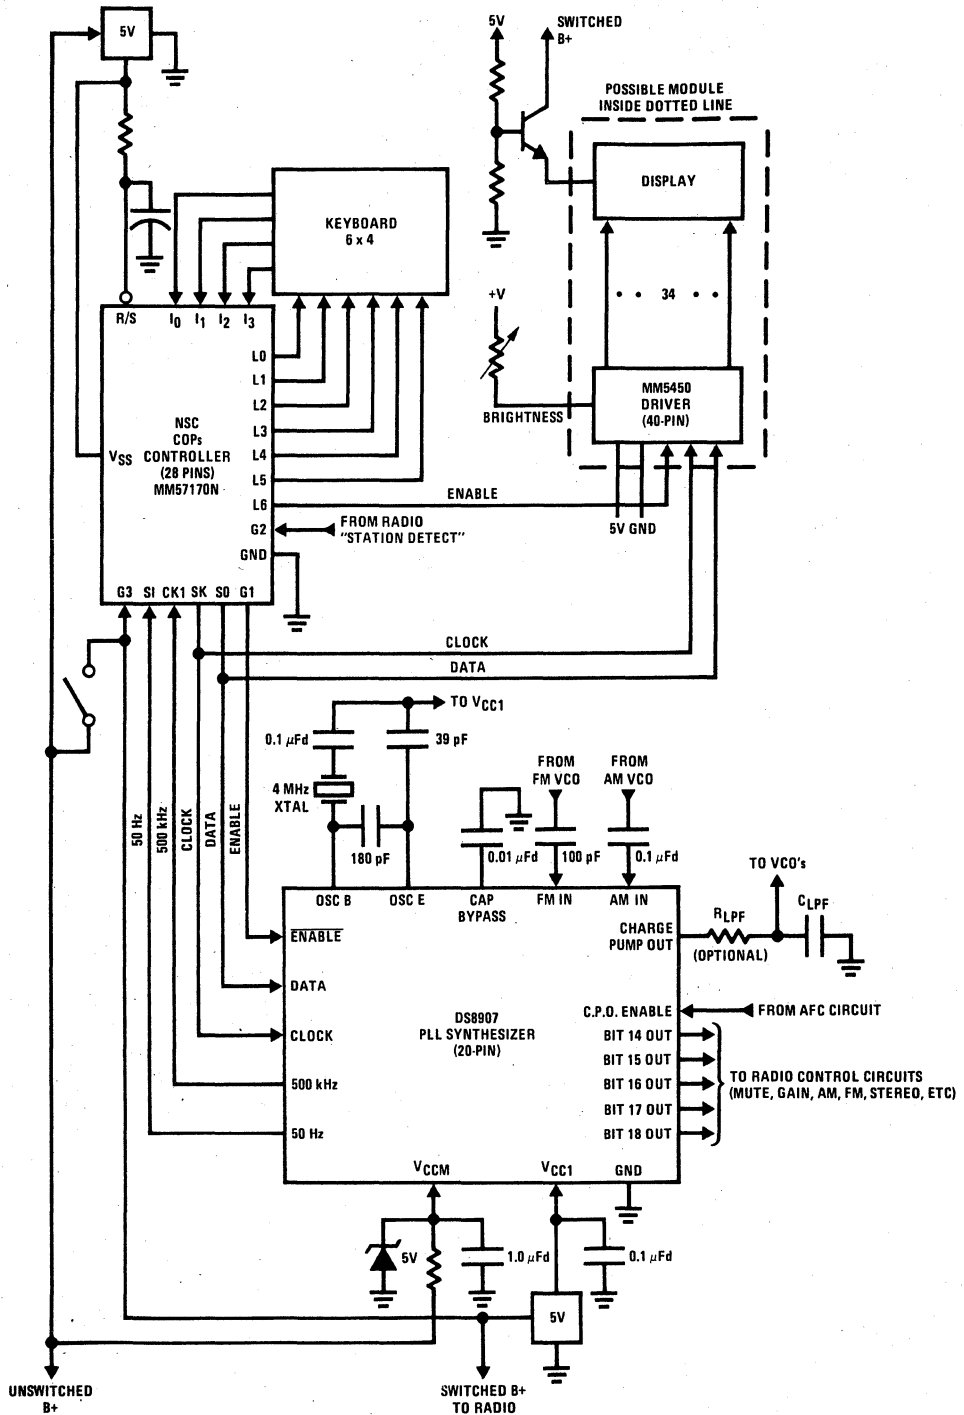 5V
5V
SWITCHED
B+
POSSIBLE MODULE
INSIDE DOTTED LINE
DISPLAY
KEYBOARD
6 x 4
• • 34 • •
+V
R/S I0 I1 I2 I3
BRIGHTNESS
MM5450
DRIVER
(40-PIN)
L0
L1
L2
L3
L4
L5
L6
G2
GND
NSC
COPs
CONTROLLER
(28 PINS)
MM57170N
VSS
ENABLE
FROM RADIO
"STATION DETECT"
5V GND
G3 SI CK1 SK S0 G1
CLOCK
DATA
TO VCC1
0.1 µFd
39 pF
4 MHz
XTAL
180 pF
FROM
FM VCO
FROM
AM VCO
0.01 µFd
100 pF
0.1 µFd
50 Hz
500 kHz
CLOCK
DATA
ENABLE
TO VCO's
RLPF
(OPTIONAL)
CLPF
OSC B
OSC E
CAP
BYPASS
FM IN
AM IN
ENABLE
DATA
CLOCK
500 kHz
50 Hz
DS8907
PLL SYNTHESIZER
(20-PIN)
CHARGE
PUMP OUT
C.P.O. ENABLE
FROM AFC CIRCUIT
BIT 14 OUT
BIT 15 OUT
BIT 16 OUT
BIT 17 OUT
BIT 18 OUT
TO RADIO CONTROL CIRCUITS
(MUTE, GAIN, AM, FM, STEREO, ETC)
VCCM
VCC1
GND
5V
1.0 µFd
0.1 µFd
5V
UNSWITCHED
B+
SWITCHED B+
TO RADIO